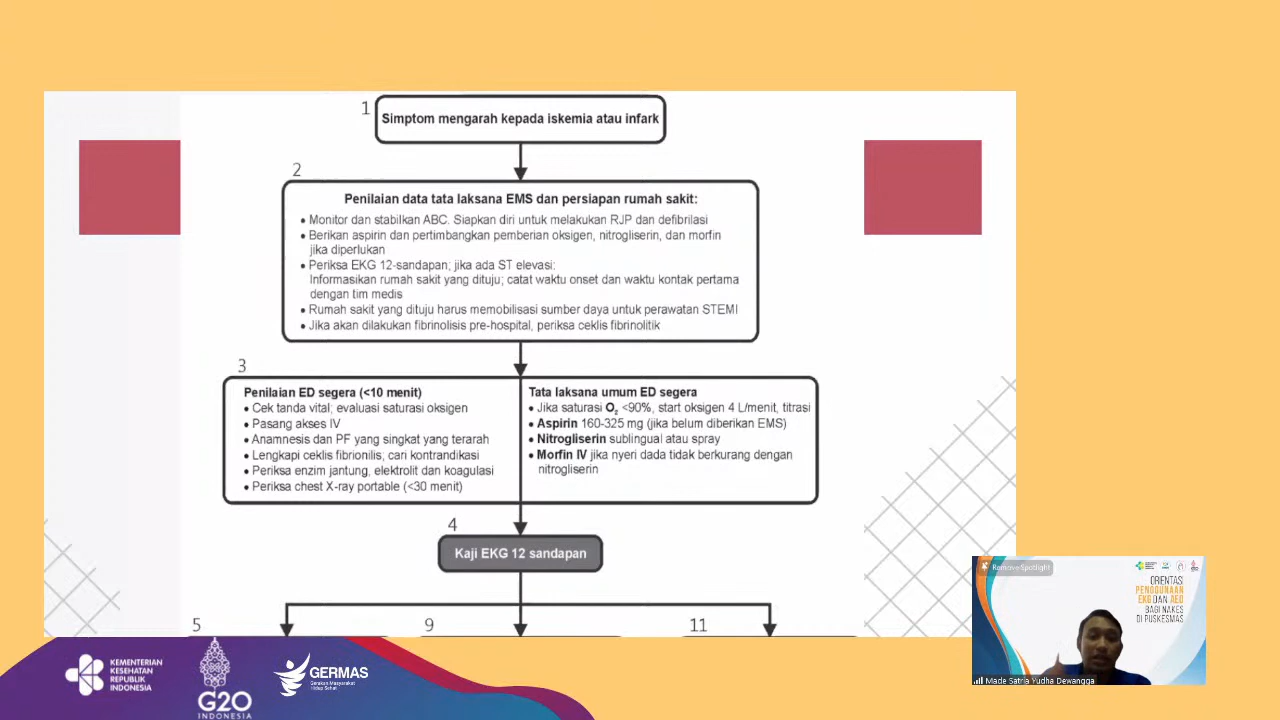 1
Simptom mengarah kepada iskemia atau infark
2
Penilaian data tata laksana EMS dan persiapan rumah sakit:
• Monitor dan stabilkan ABC. Siapkan diri untuk melakukan RJP dan defibrilasi
• Berikan aspirin dan pertimbangkan pemberian oksigen, nitrogliserin, dan morfin
jika diperlukan
• Periksa EKG 12-sandapan; jika ada ST elevasi:
Informasikan rumah sakit yang dituju; catat waktu onset dan waktu kontak pertama
dengan tim medis
• Rumah sakit yang dituju harus memobilisasi sumber daya untuk perawatan STEMI
• Jika akan dilakukan fibrinolisis pre-hospital, periksa ceklis fibrinolitik
3
Penilaian ED segera (<10 menit)
• Cek tanda vital; evaluasi saturasi oksigen
• Pasang akses IV
• Anamnesis dan PF yang singkat yang terarah
• Lengkapi ceklis fibrionilis; cari kontrandikasi
• Periksa enzim jantung, elektrolit dan koagulasi
• Periksa chest X-ray portable (<30 menit)
Tata laksana umum ED segera
• Jika saturasi O₂ <90%, start oksigen 4 L/menit, titrasi
• Aspirin 160-325 mg (jika belum diberikan EMS)
• Nitrogliserin sublingual atau spray
• Morfin IV jika nyeri dada tidak berkurang dengan
nitrogliserin
4
Kaji EKG 12 sandapan
5
9
11
Remove Spotlight
ORIENTASI
PENGGUNAAN
EKG DAN AED
BAGI NAKES
DI PUSKESMAS
Made Satria Yudha Dewangga
KEMENTERIAN
KESEHATAN
REPUBLIK
INDONESIA
G20
INDONESIA
GERMAS
Gerakan Masyarakat
Hidup Sehat